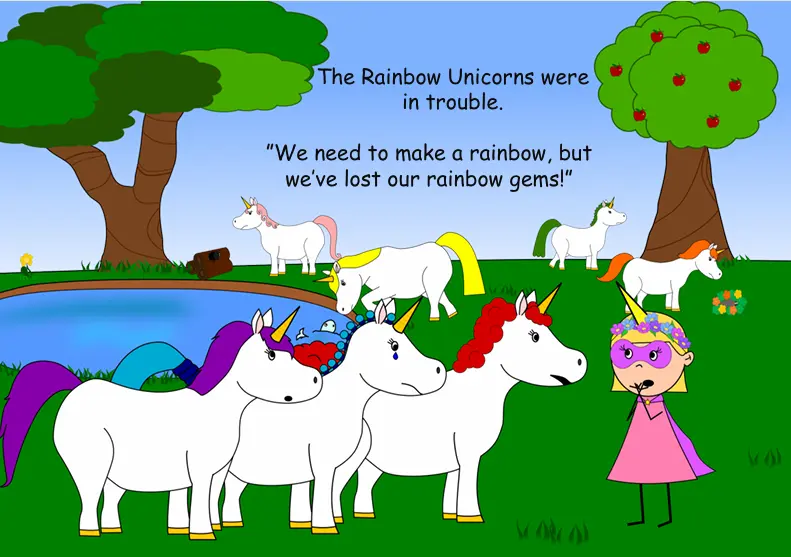 The Rainbow Unicorns were
in trouble.
"We need to make a rainbow, but
we've lost our rainbow gems!"